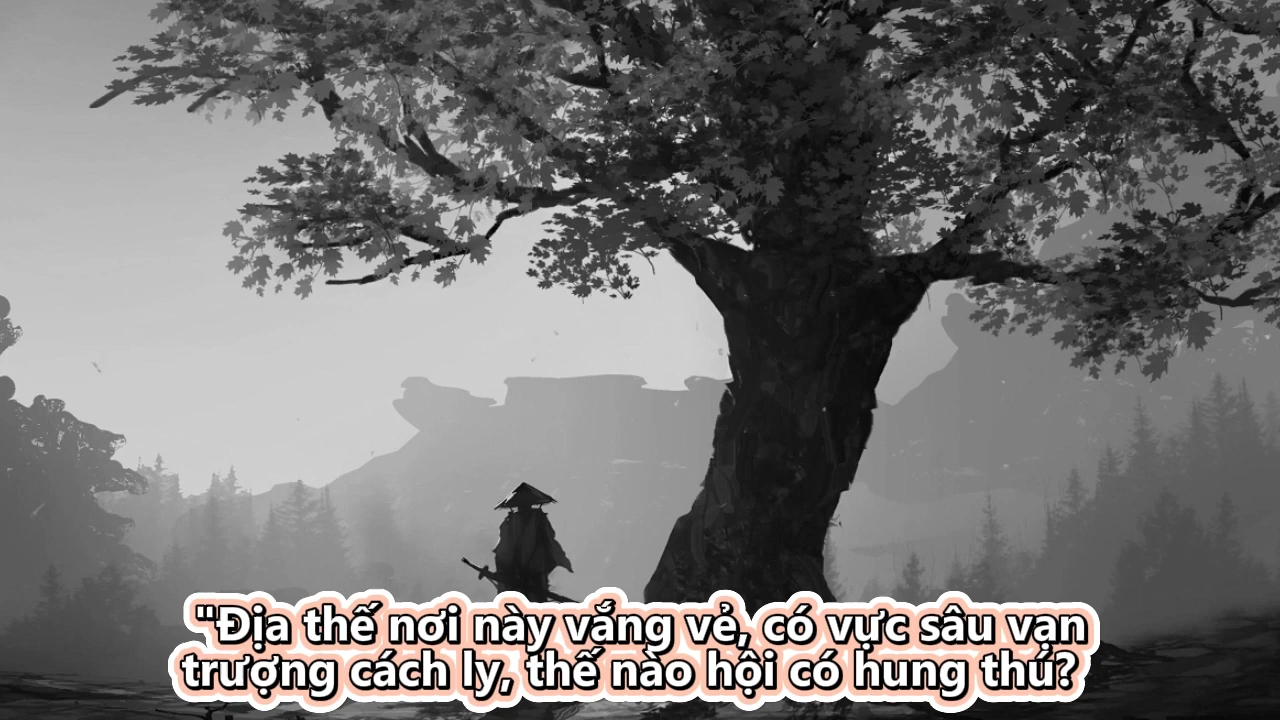 "Địa thế nơi này vắng vẻ, có vực sâu vạn
trượng cách ly, thế nào hội có hung thú?